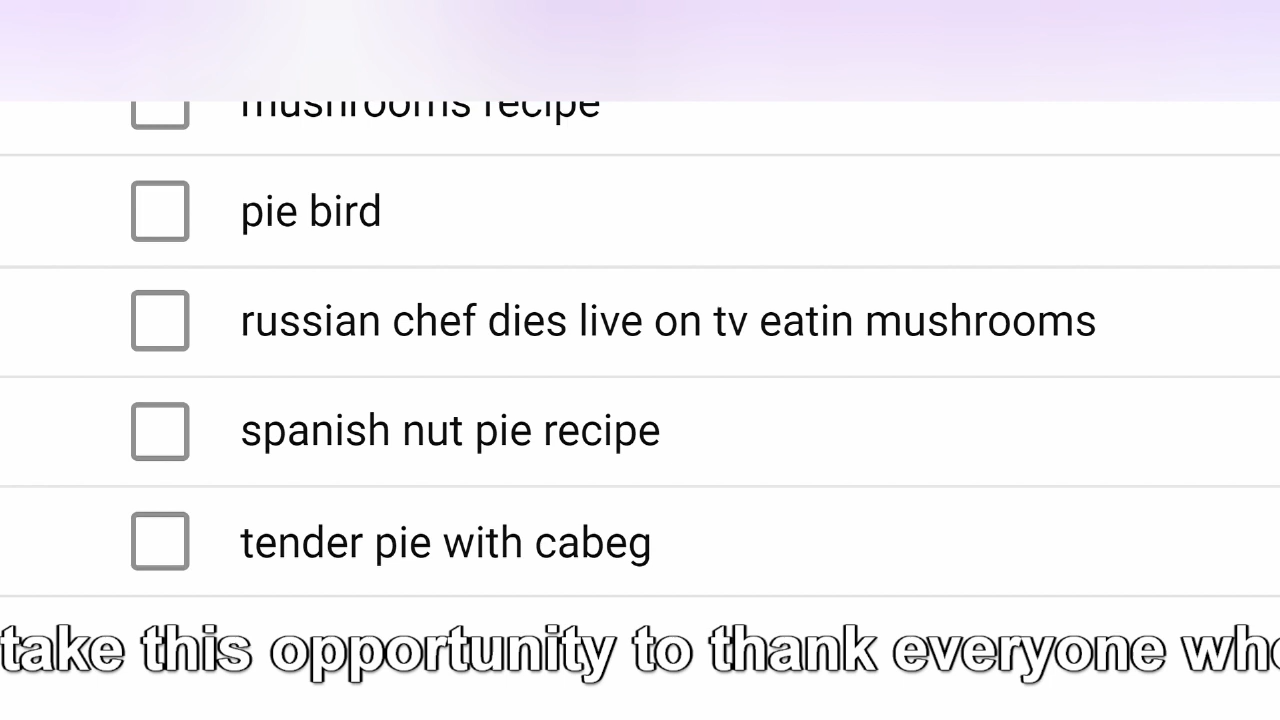 mushrooms recipe
pie bird
russian chef dies live on tv eatin mushrooms
spanish nut pie recipe
tender pie with cabeg
take this opportunity to thank everyone